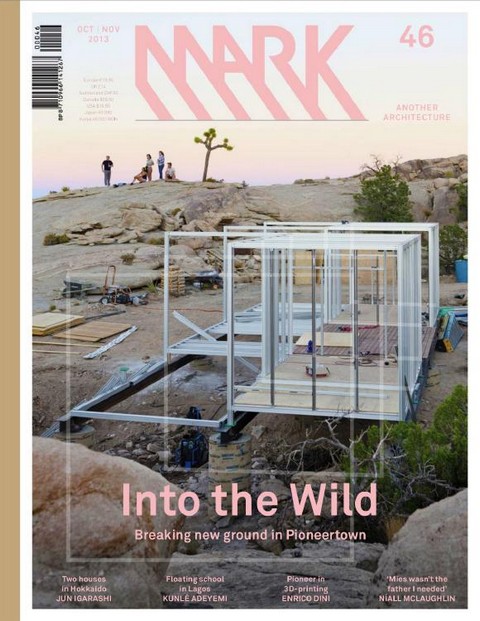 OCT | NOV
2013
MARK
46
ANOTHER
ARCHITECTURE
Into the Wild
Breaking new ground in Pioneertown
Two houses
in Hokkaido
JUN IGARASHI
Floating school
in Lagos
KUNLÉ ADEYEMI
Pioneer in
3D-printing
ENRICO DINI
‘Mies wasn’t the
father I needed’
NÍALL MCLAUGHLIN